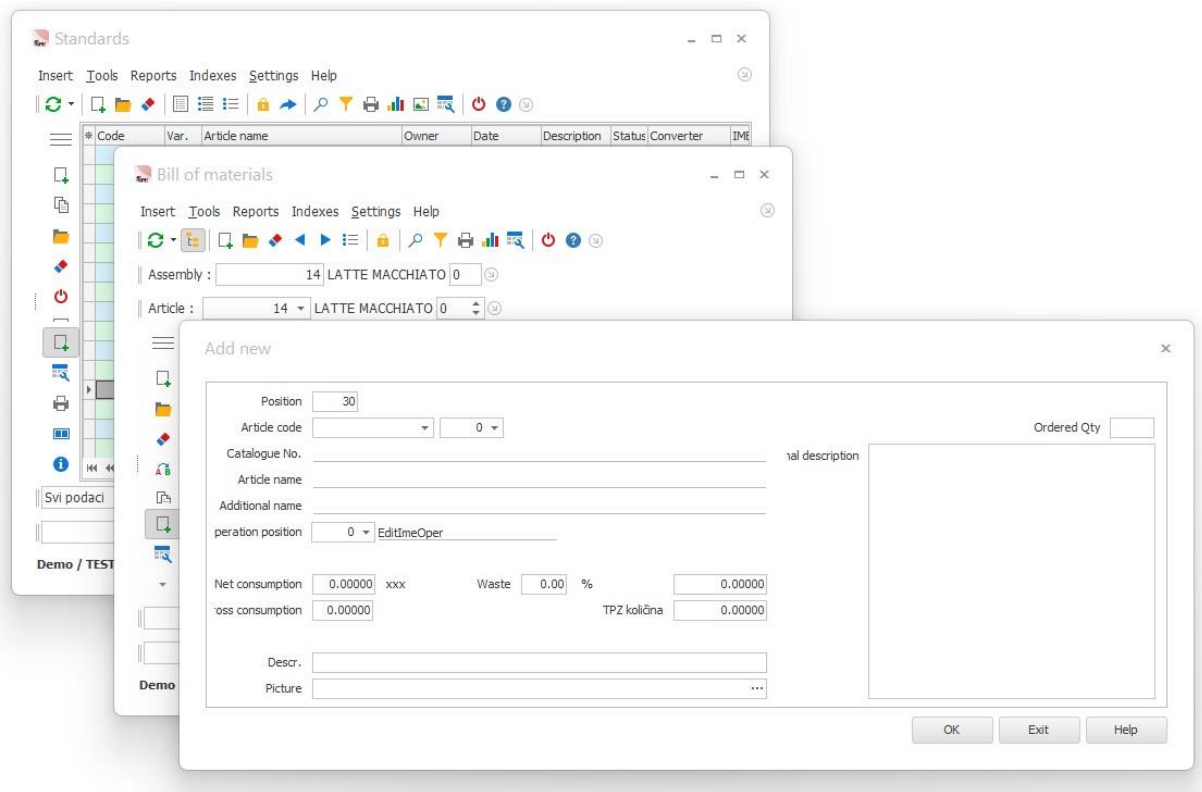 Standards
Insert Tools Reports Indexes Settings Help
* Code Var. Article name Owner Date Description Status Converter
Svi podaci
Demo / TEST
Bill of materials
Insert Tools Reports Indexes Settings Help
Assembly : 14 LATTE MACCHIATO 0
Article : 14 LATTE MACCHIATO 0
Demo
Add new
Position 30
Article code 0
Ordered Qty
Catalogue No.
nal description
Article name
Additional name
peration position 0 EditImeOper
Net consumption 0.00000 xxx Waste 0.00 % 0.00000
oss consumption 0.00000 TPZ količina 0.00000
Descr.
Picture ...
OK Exit Help